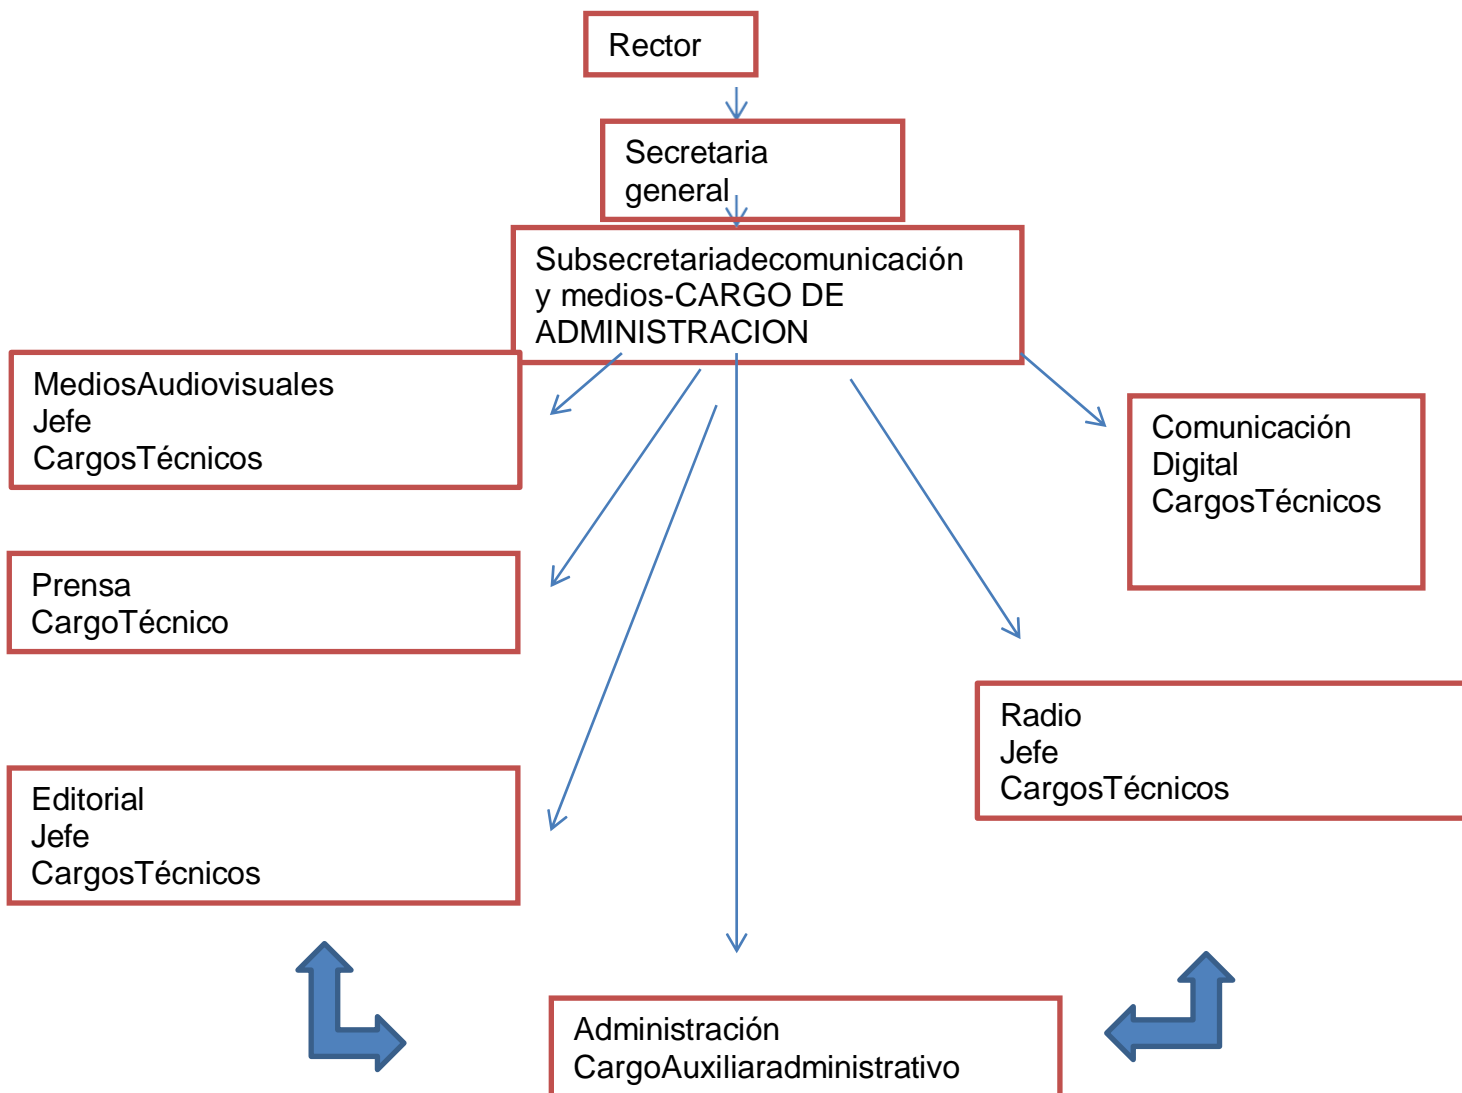 Rector
Secretaria
general
Subsecretariadecomunicación
y medios-CARGO DE
ADMINISTRACION
MediosAudiovisuales
Jefe
CargosTécnicos
Comunicación
Digital
CargosTécnicos
Prensa
CargoTécnico
Radio
Jefe
CargosTécnicos
Editorial
Jefe
CargosTécnicos
Administración
CargoAuxiliaradministrativo